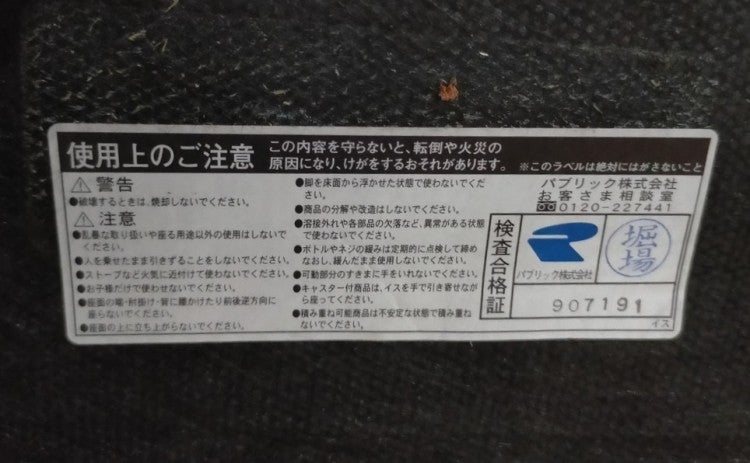 使用上のご注意
この内容を守らないと、転倒や火災の
原因になり、けがをするおそれがあります。
※このラベルは絶対にはがさないこと
警告
●破壊するときは、焼却しないでください。
注意
●乱暴な取り扱いや座る用途以外の使用はしないで
ください。
●人を乗せたまま引きずることをしないでください。
●ストーブなど火気に近付けて使わないでください。
●お子様だけで使わせないでください。
●座面の端・肘掛け・背に腰かけたり前後逆方向に
座らないでください。
●座面の上に立ち上がらないでください。
●脚を床面から浮かせた状態で使わないでくだ
さい。
●商品の分解や改造はしないでください。
●溶接外れや各部品の欠落など、異常がある状態
で使わないでください。
●ボトルやネジの緩みは定期的に点検して締め
なおし、緩んだまま使用しないでください。
●可動部分のすきまに手をいれないでください。
●キャスター付商品は、イスを手で引き寄せなが
ら座ってください。
●積み重ね可能商品は不安定な状態で積み重ね
ないでください。
パブリック株式会社
お客さま相談室
0120-227441
検査合格証
パブリック株式会社
堀場
907191
イス